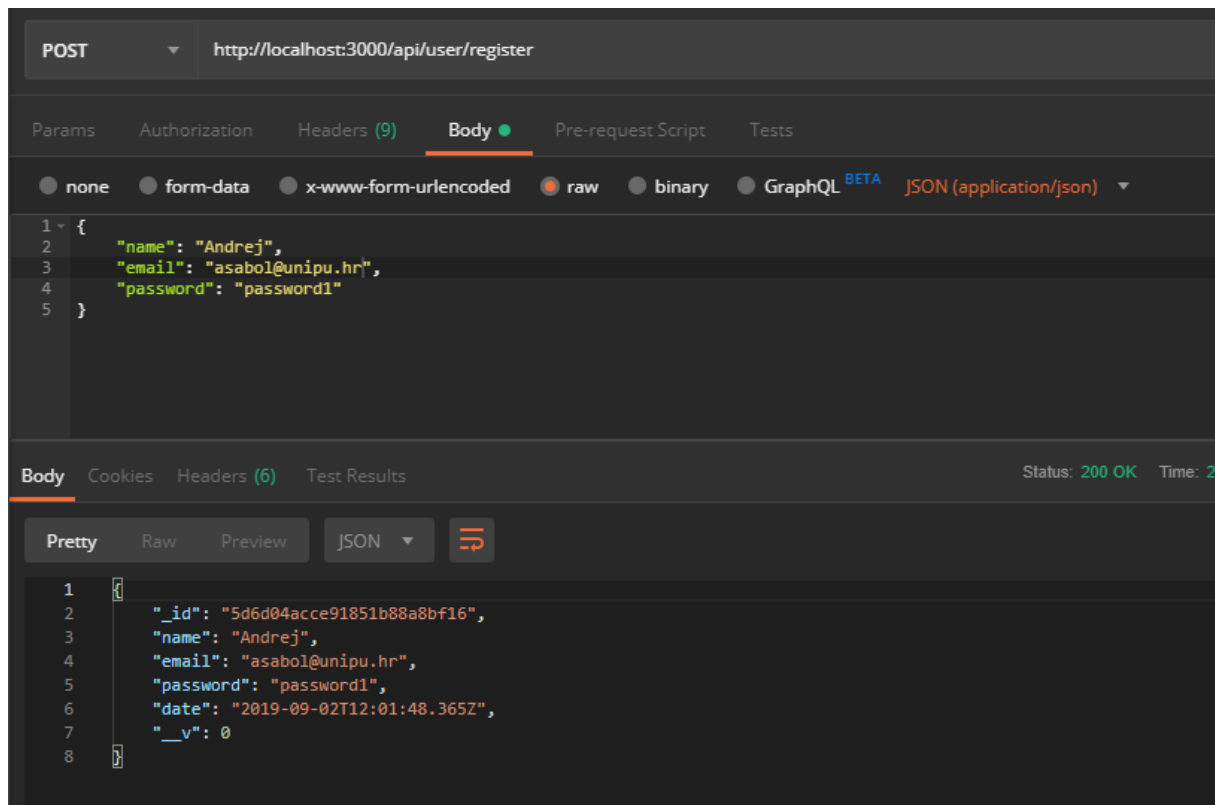 POST http://localhost:3000/api/user/register
Params Authorization Headers (9) Body Pre-request Script Tests
none form-data x-www-form-urlencoded raw binary GraphQL BETA JSON (application/json)
1 {
2 "name": "Andrej",
3 "email": "asabol@unipu.hr",
4 "password": "password1"
5 }
Body Cookies Headers (6) Test Results Status: 200 OK Time: 2
Pretty Raw Preview JSON
1 {
2 "_id": "5d6d04acce91851b88a8bf16",
3 "name": "Andrej",
4 "email": "asabol@unipu.hr",
5 "password": "password1",
6 "date": "2019-09-02T12:01:48.365Z",
7 "__v": 0
8 }